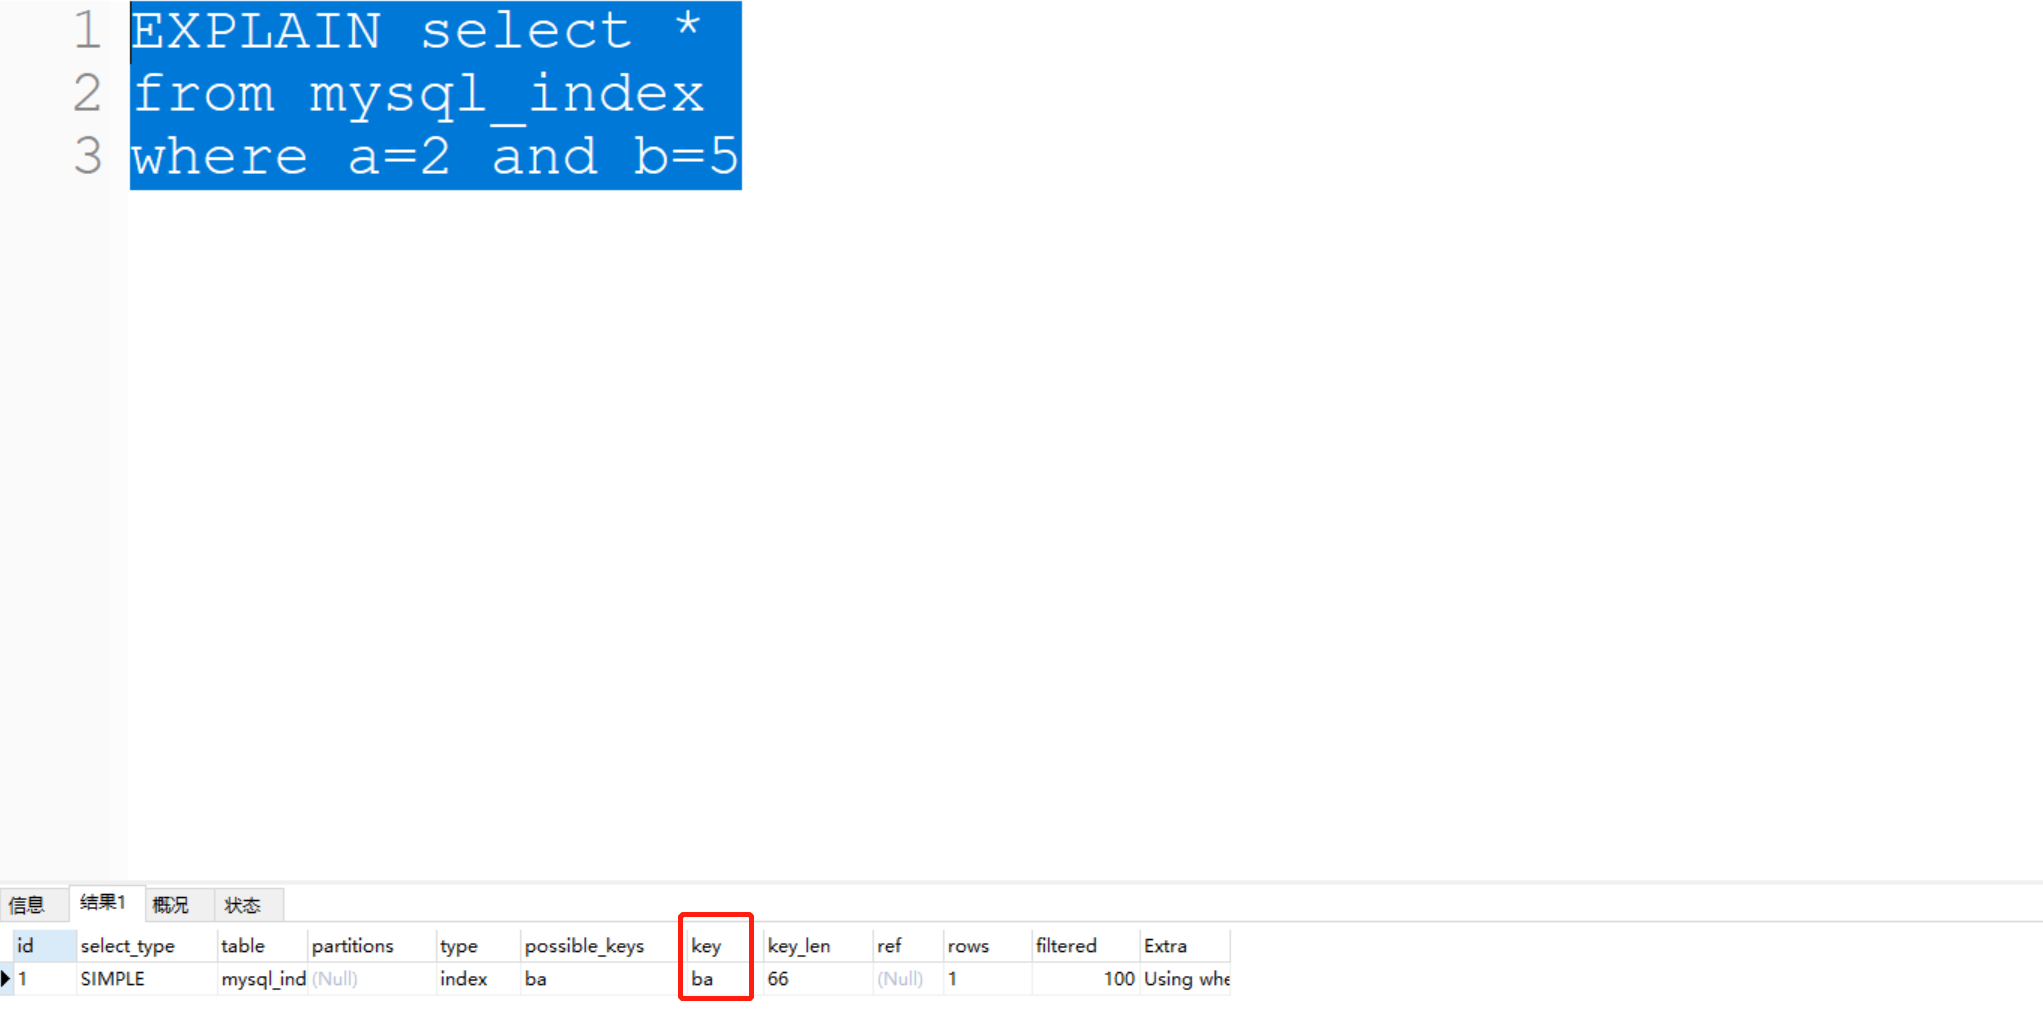 1 EXPLAIN select *
2 from mysql_index
3 where a=2 and b=5
信息 结果1 概况 状态
id select_type table partitions type possible_keys key key_len ref rows filtered Extra
1 SIMPLE mysql_ind (Null) index ba ba 66 (Null) 1 100 Using whe